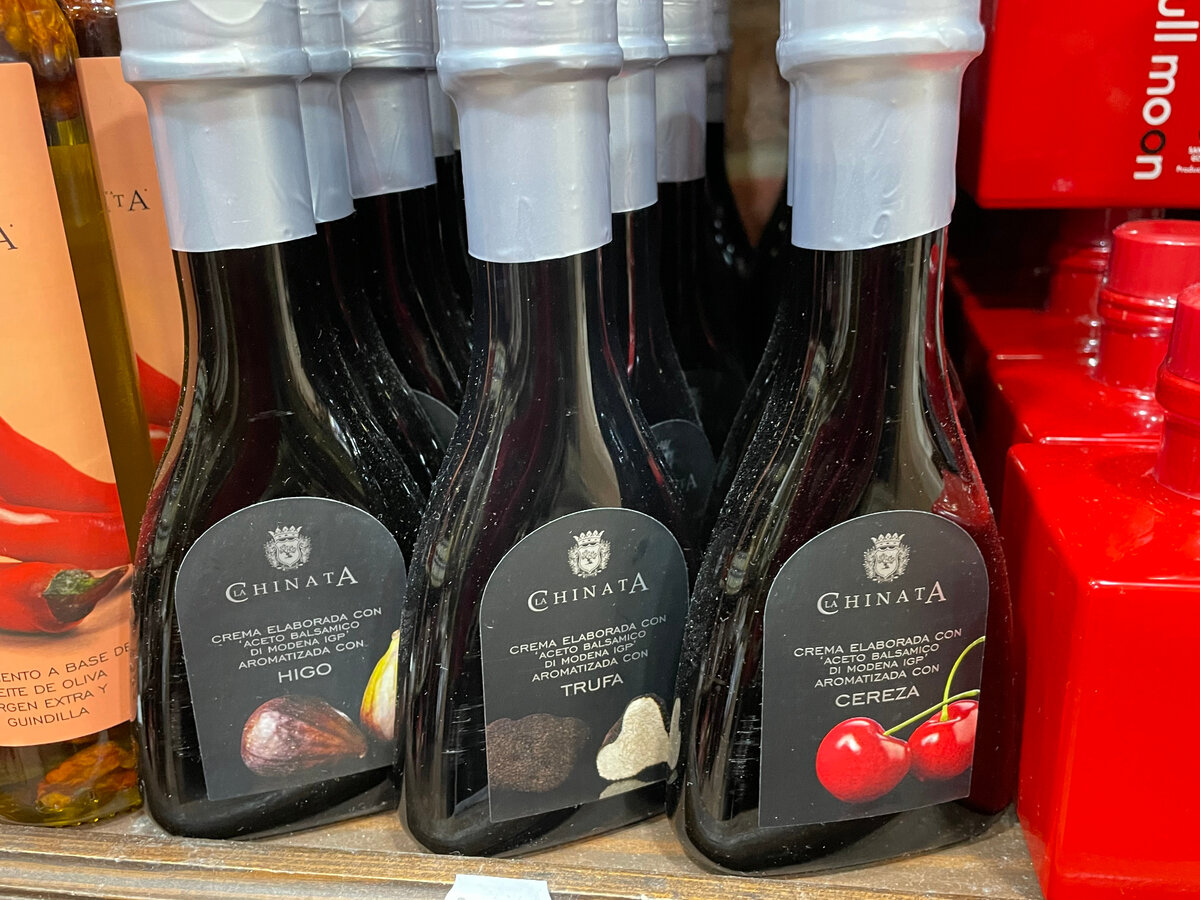 TA
A
ENTO A BASE DE
EITE DE OLIVA
RGEN EXTRA Y
GUINDILLA
LA CHINATA
CREMA ELABORADA CON
'ACETO BALSAMICO
DI MODENA IGP'
AROMATIZADA CON
HIGO
LA CHINATA
CREMA ELABORADA CON
'ACETO BALSAMICO
DI MODENA IGP'
AROMATIZADA CON
TRUFA
LA CHINATA
CREMA ELABORADA CON
'ACETO BALSAMICO
DI MODENA IGP'
AROMATIZADA CON
CEREZA
ull moon